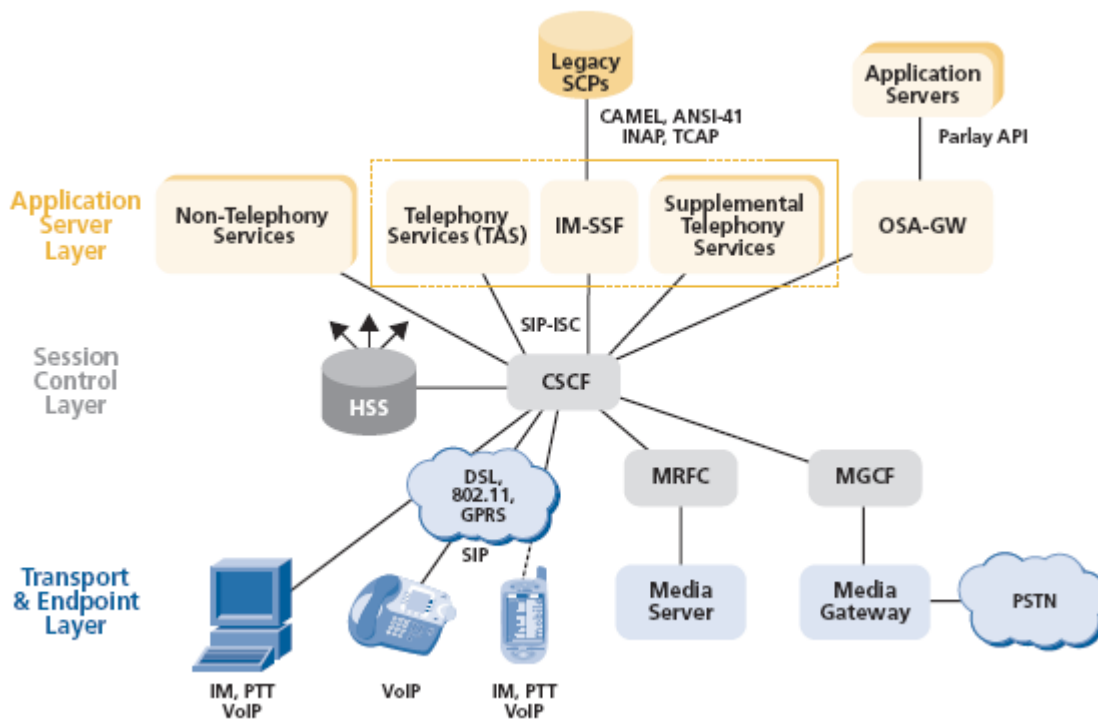 Legacy
SCPs
Application
Servers
CAMEL, ANSI-41
INAP, TCAP
Parlay API
Application
Server
Layer
Non-Telephony
Services
Telephony
Services (TAS)
IM-SSF
Supplemental
Telephony
Services
OSA-GW
SIP-ISC
Session
Control
Layer
HSS
CSCF
DSL,
802.11,
GPRS
SIP
MRFC
MGCF
Transport
& Endpoint
Layer
Media
Server
Media
Gateway
PSTN
IM, PTT
VoIP
VoIP
IM, PTT
VoIP